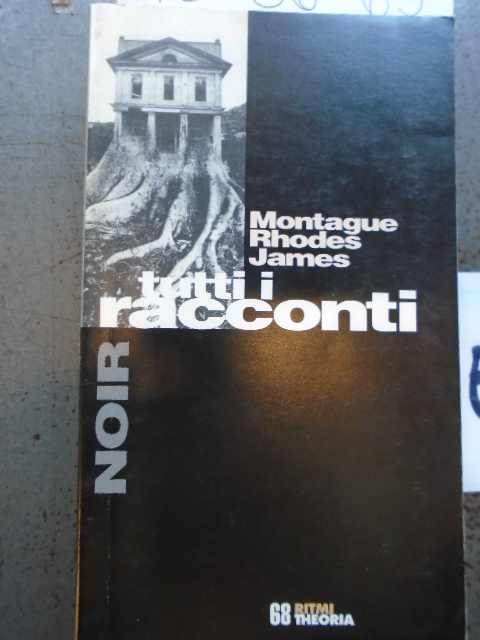 Montague
Rhodes
James
tutti i
racconti
NOIR
68 RITMI
THEORIA